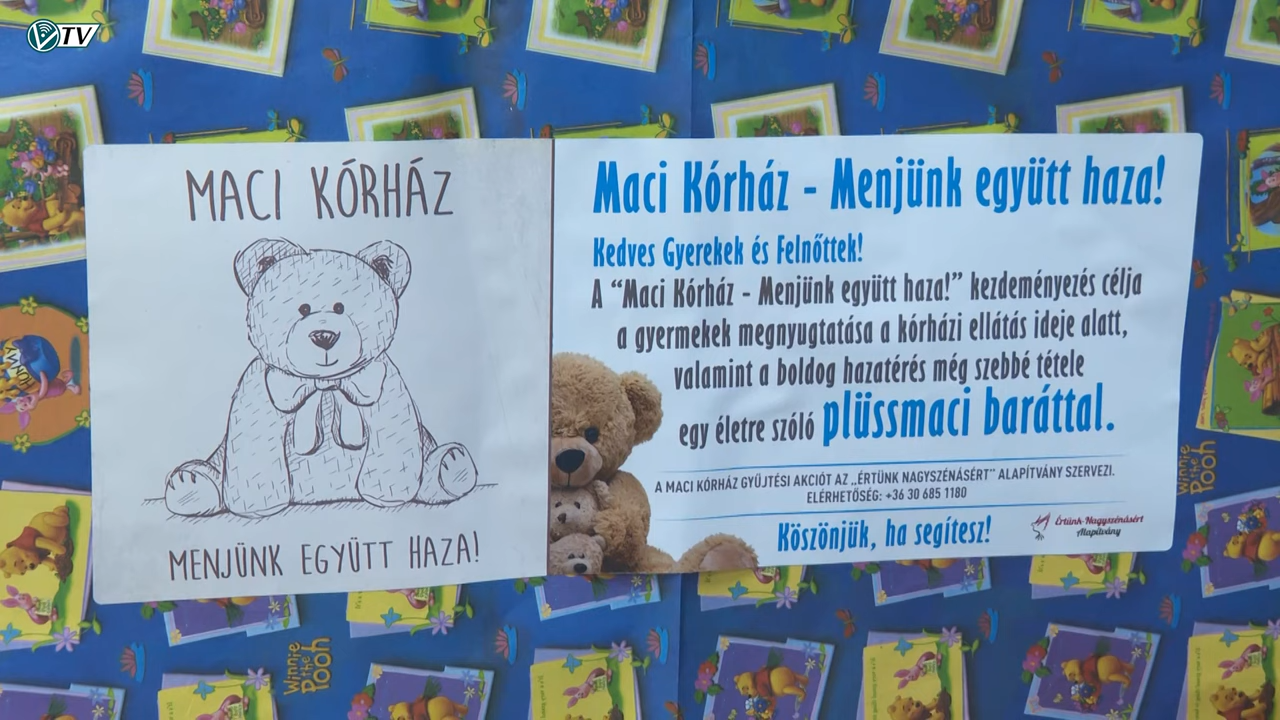 VTV
MACI KÓRHÁZ
MENJÜNK EGYÜTT HAZA!
Maci Kórház - Menjünk együtt haza!
Kedves Gyerekek és Felnőttek!
A “Maci Kórház - Menjünk együtt haza!” kezdeményezés célja
a gyermekek megnyugtatása a kórházi ellátás ideje alatt,
valamint a boldog hazatérés még szebbé tétele
egy életre szóló plüssmaci baráttal.
A MACI KÓRHÁZ GYŰJTÉSI AKCIÓT AZ „ÉRTÜNK NAGYSZÉNÁSÉRT” ALAPÍTVÁNY SZERVEZI.
ELÉRHETŐSÉG: +36 30 685 1180
Köszönjük, ha segítesz!
Értünk-Nagyszénásért
Alapítvány
HUNNY
Winnie
the
Pooh
Winnie
the
Pooh